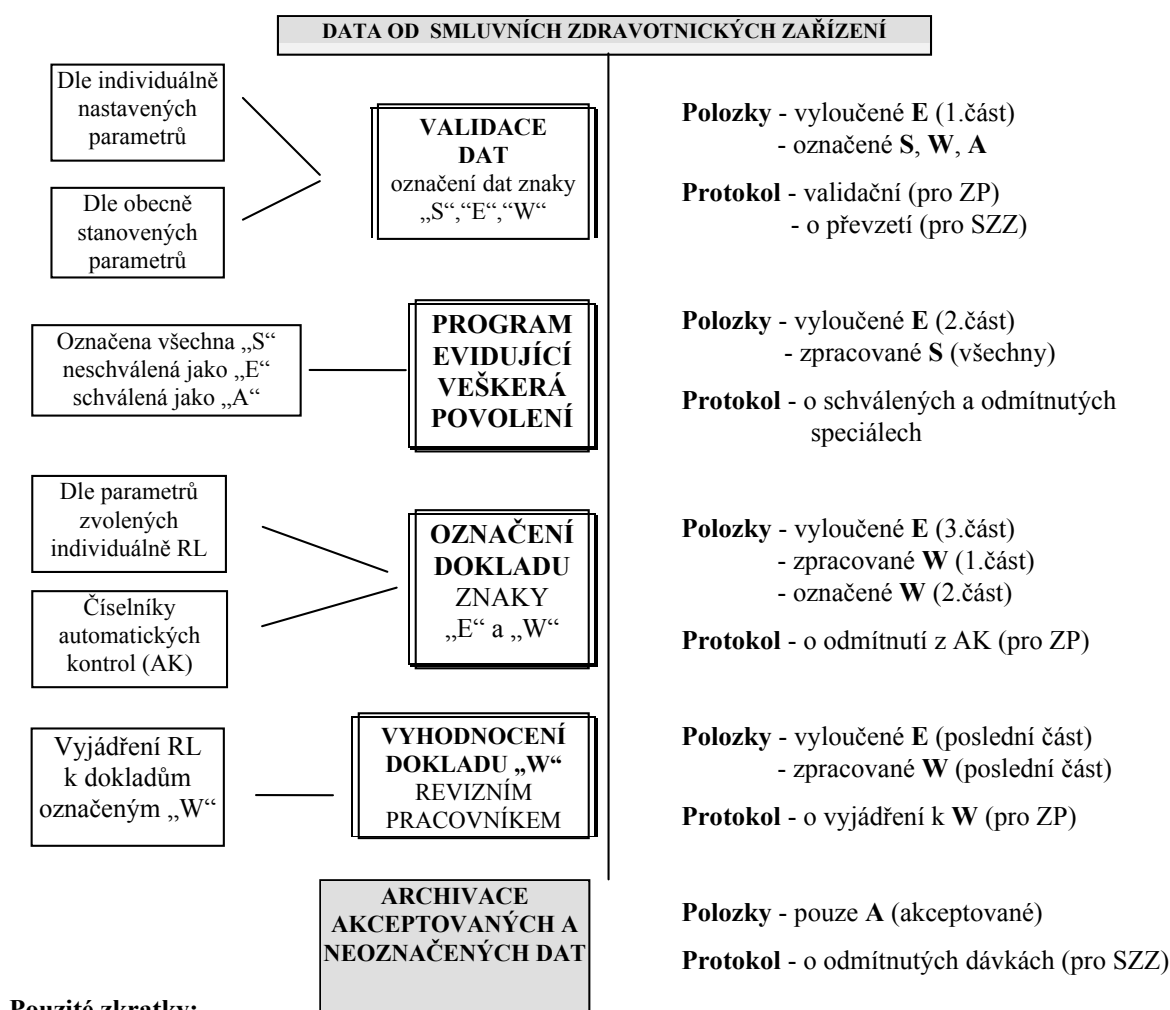 DATA OD SMLUVNÍCH ZDRAVOTNICKÝCH ZAŘÍZENÍ
Dle individuálně
nastavených
parametrů
Dle obecně
stanovených
parametrů
VALIDACE
DAT
označení dat znaky
„S“,“E“,“W“
Polozky - vyloučené E (1.část)
- označené S, W, A
Protokol - validační (pro ZP)
- o převzetí (pro SZZ)
Označena všechna „S“
neschválená jako „E“
schválená jako „A“
PROGRAM
EVIDUJÍCÍ
VEŠKERÁ
POVOLENÍ
Polozky - vyloučené E (2.část)
- zpracované S (všechny)
Protokol - o schválených a odmítnutých
speciálech
Dle parametrů
zvolených
individuálně RL
Číselníky
automatických
kontrol (AK)
OZNAČENÍ
DOKLADU
ZNAKY
„E“ a „W“
Polozky - vyloučené E (3.část)
- zpracované W (1.část)
- označené W (2.část)
Protokol - o odmítnutí z AK (pro ZP)
Vyjádření RL
k dokladům
označeným „W“
VYHODNOCENÍ
DOKLADU „W“
REVIZNÍM
PRACOVNÍKEM
Polozky - vyloučené E (poslední část)
- zpracované W (poslední část)
Protokol - o vyjádření k W (pro ZP)
ARCHIVACE
AKCEPTOVANÝCH A
NEOZNAČENÝCH DAT
Polozky - pouze A (akceptované)
Protokol - o odmítnutých dávkách (pro SZZ)
Pouzité zkratky: